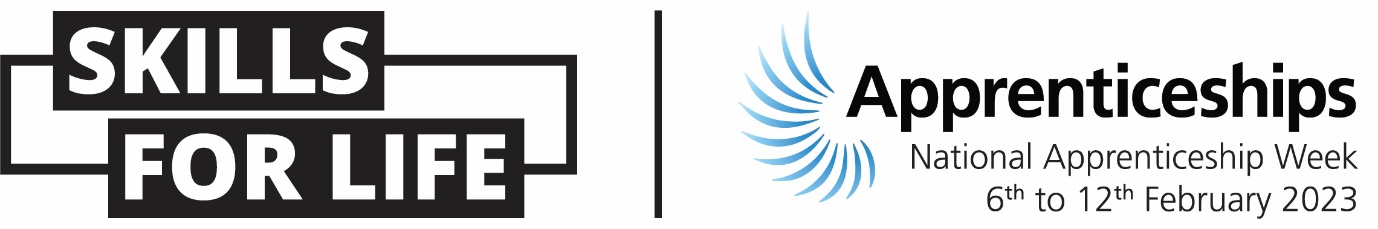 SKILLS
FOR LIFE
Apprenticeships
National Apprenticeship Week
6th to 12th February 2023